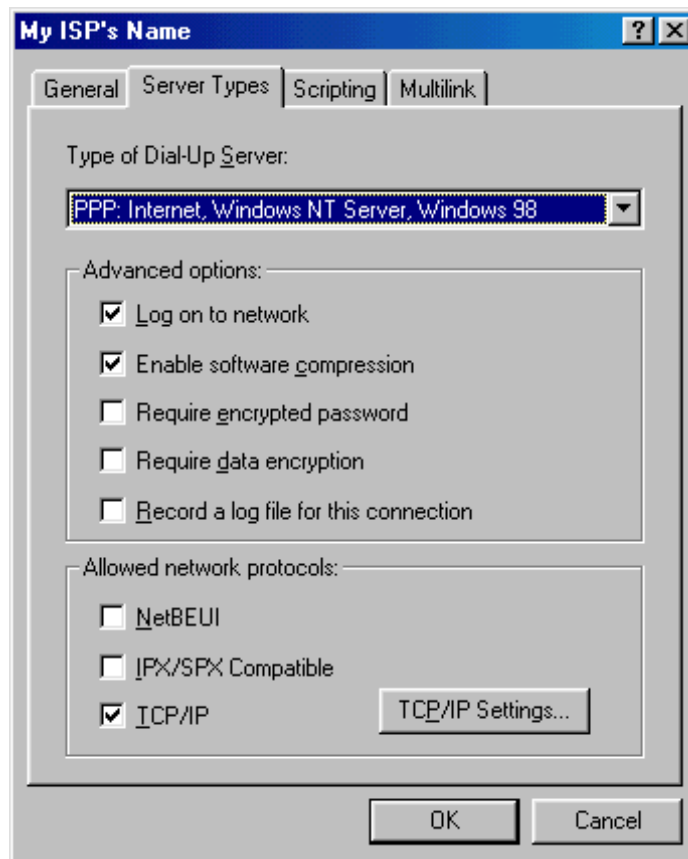 My ISP's Name
General Server Types Scripting Multilink
Type of Dial-Up Server:
PPP: Internet, Windows NT Server, Windows 98
Advanced options:
Log on to network
Enable software compression
Require encrypted password
Require data encryption
Record a log file for this connection
Allowed network protocols:
NetBEUI
IPX/SPX Compatible
TCP/IP TCP/IP Settings...
OK Cancel